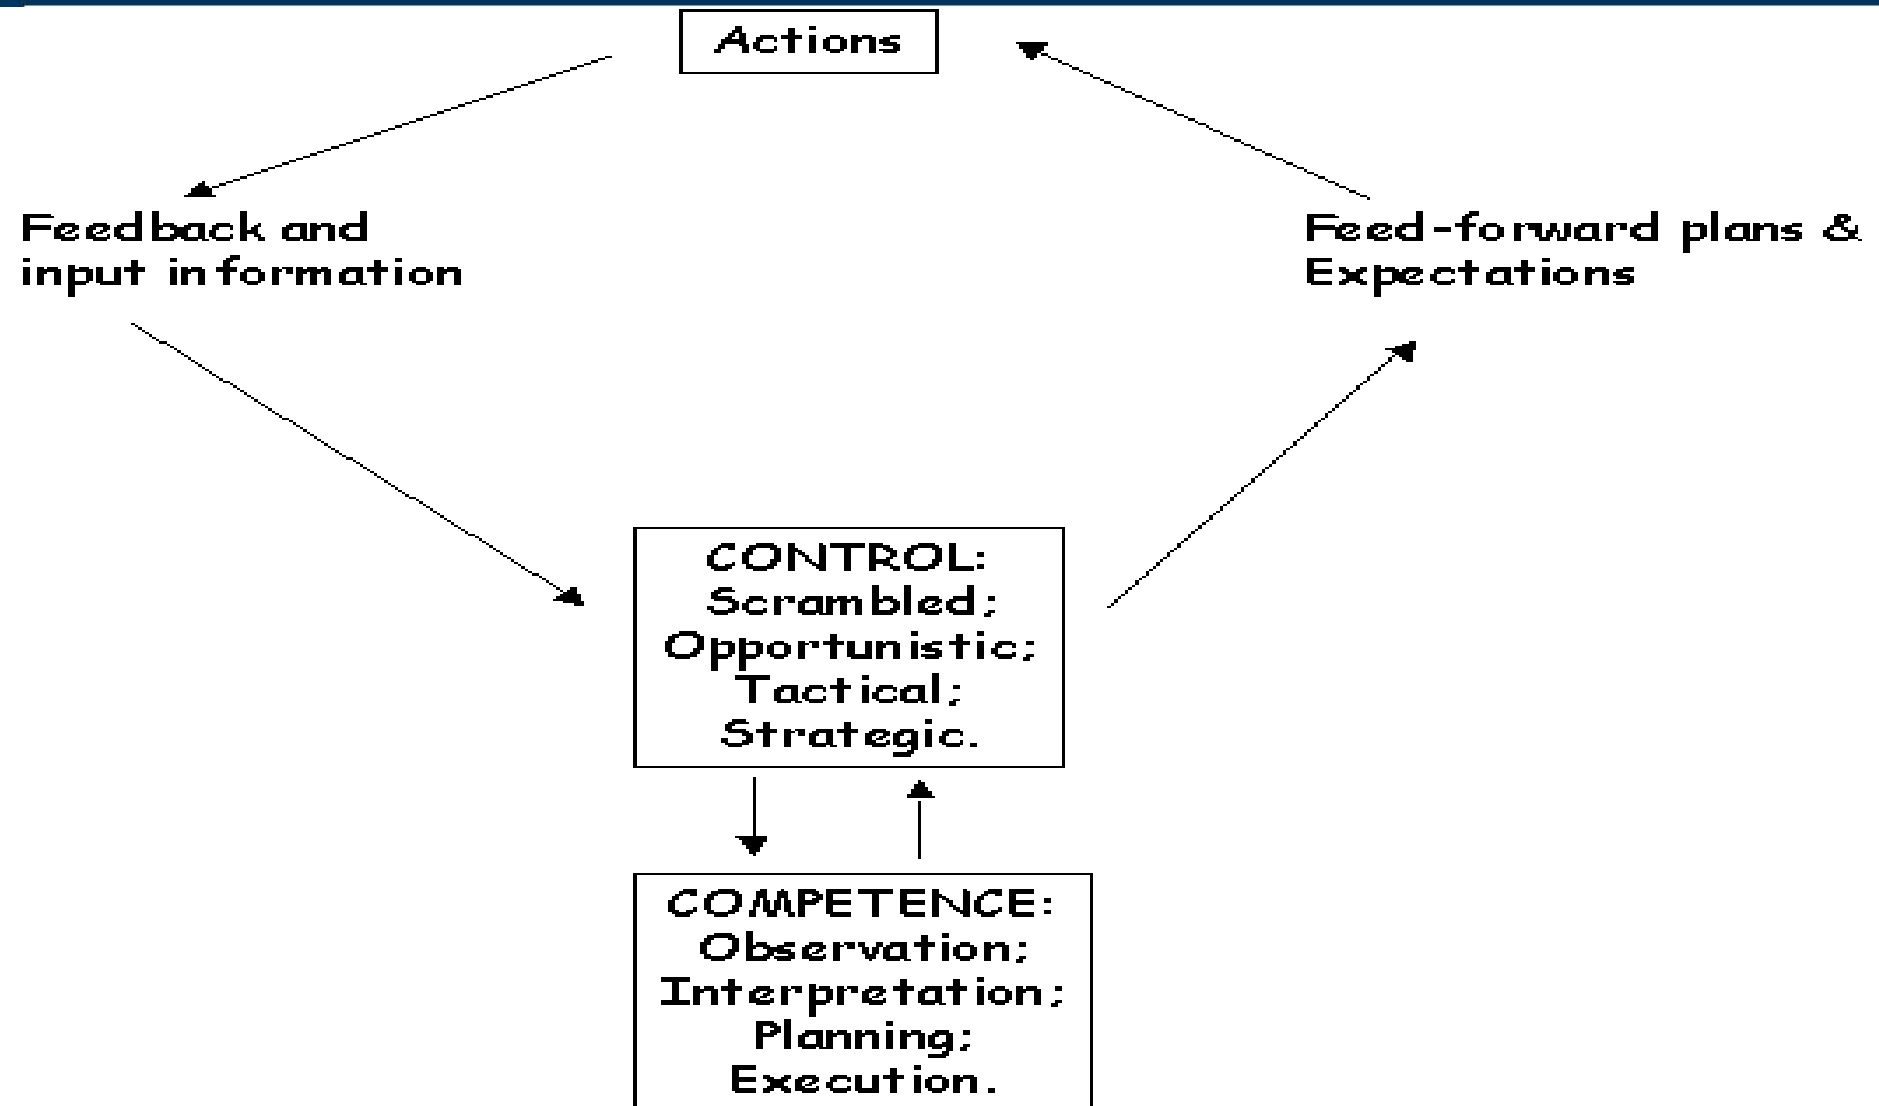 Actions
Feedback and
input information
Feed-forward plans &
Expectations
CONTROL:
Scrambled;
Opportunistic;
Tactical;
Strategic.
COMPETENCE:
Observation;
Interpretation;
Planning;
Execution.